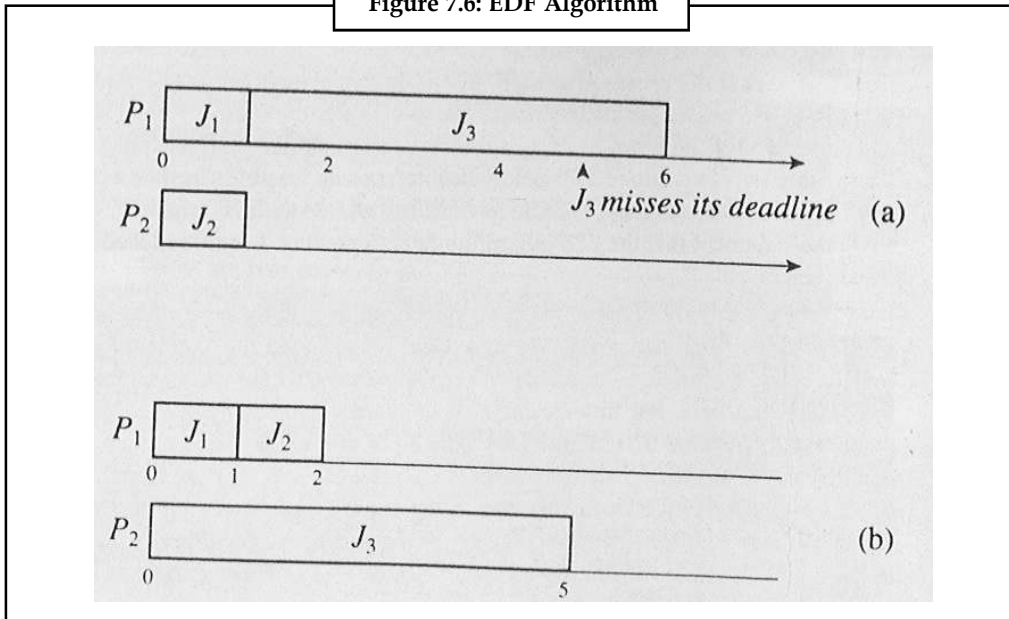 Figure 7.6: EDF Algorithm
P1 J1 J3
0 2 4 6
J3 misses its deadline (a)
P2 J2
P1 J1 J2
0 1 2
P2 J3 (b)
0 5